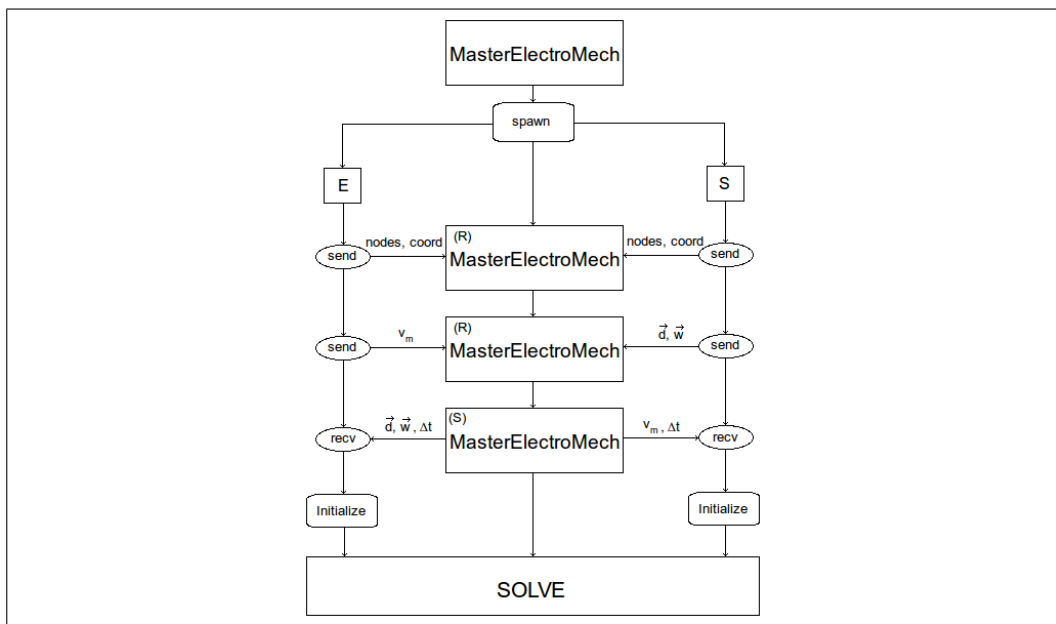 MasterElectroMech
spawn
E
S
nodes, coord
(R)
nodes, coord
send
MasterElectroMech
send
v_m
(R)
d⃗, w⃗
send
MasterElectroMech
send
d⃗, w⃗ , Δt
(S)
v_m , Δt
recv
MasterElectroMech
recv
Initialize
Initialize
SOLVE